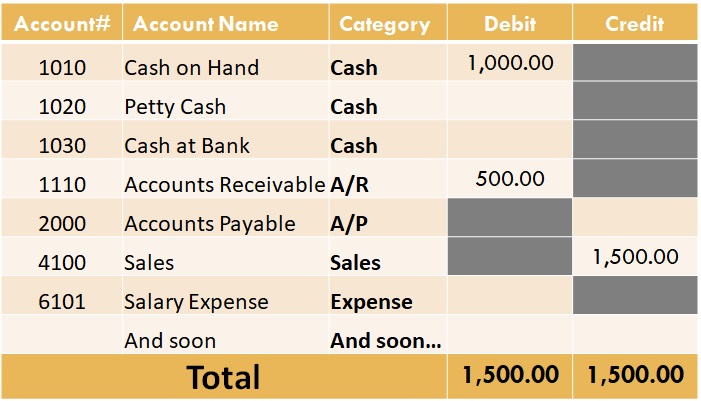 Account# Account Name Category Debit Credit
1010 Cash on Hand Cash 1,000.00
1020 Petty Cash Cash
1030 Cash at Bank Cash
1110 Accounts Receivable A/R 500.00
2000 Accounts Payable A/P
4100 Sales Sales 1,500.00
6101 Salary Expense Expense
And soon And soon...
Total 1,500.00 1,500.00